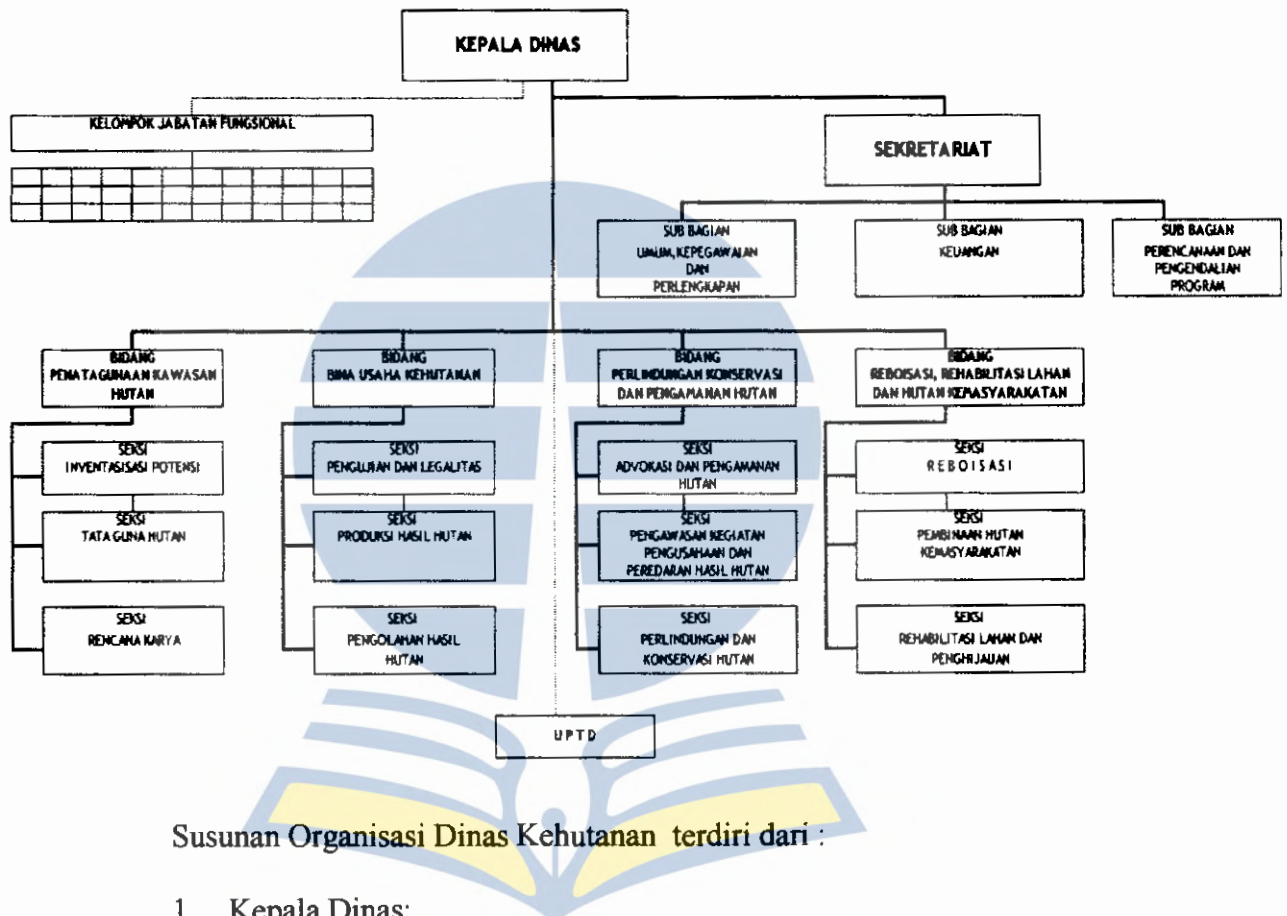 KEPALA DINAS
KELOMPOK JABATAN FUNGSIONAL
SEKRETARIAT
SUB BAGIAN
UMUM, KEPEGAWAIAN
DAN
PERLENGKAPAN
SUB BAGIAN
KEUANGAN
SUB BAGIAN
PERENCANAAN DAN
PENGENDALIAN
PROGRAM
BIDANG
PENATAGUNAAN KAWASAN
HUTAN
BIDANG
BINA USAHA KEHUTANAN
BIDANG
PERLINDUNGAN KONSERVASI
DAN PENGAMANAN HUTAN
BIDANG
REBOISASI, REHABILITASI LAHAN
DAN HUTAN KEMASYARAKATAN
SEKSI
INVENTASISASI POTENSI
SEKSI
PENGUJIAN DAN LEGALITAS
SEKSI
ADVOKASI DAN PENGAMANAN
HUTAN
SEKSI
R E B O I S A S I
SEKSI
TATA GUNA HUTAN
SEKSI
PRODUKSI HASIL HUTAN
SEKSI
PENGAWASAN KEGIATAN
PENGUSAHAAN DAN
PEREDARAN HASIL HUTAN
SEKSI
PEMBINAAN HUTAN
KEMASYARAKATAN
SEKSI
RENCANA KARYA
SEKSI
PENGOLAHAN HASIL
HUTAN
SEKSI
PERLINDUNGAN DAN
KONSERVASI HUTAN
SEKSI
REHABILITASI LAHAN DAN
PENGHIJAUAN
U P T D
Susunan Organisasi Dinas Kehutanan terdiri dari :
1. Kepala Dinas;